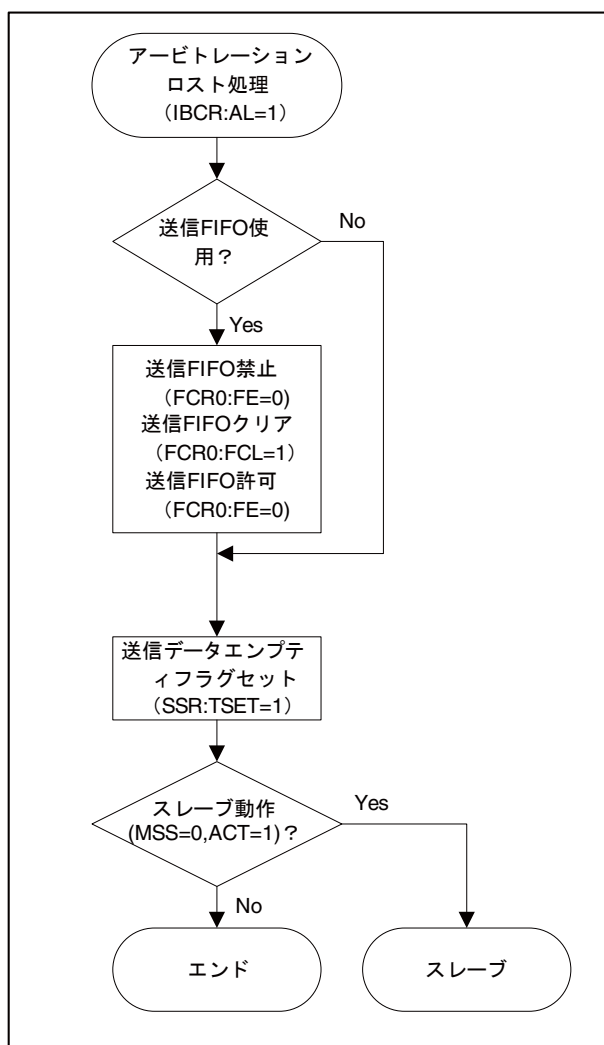 アービトレーション
ロスト処理
（IBCR:AL=1）
送信FIFO使
用？
No
Yes
送信FIFO禁止
（FCR0:FE=0)
送信FIFOクリア
（FCR0:FCL=1）
送信FIFO許可
（FCR0:FE=0)
送信データエンプテ
ィフラグセット
（SSR:TSET=1）
スレーブ動作
(MSS=0,ACT=1)？
Yes
No
エンド
スレーブ